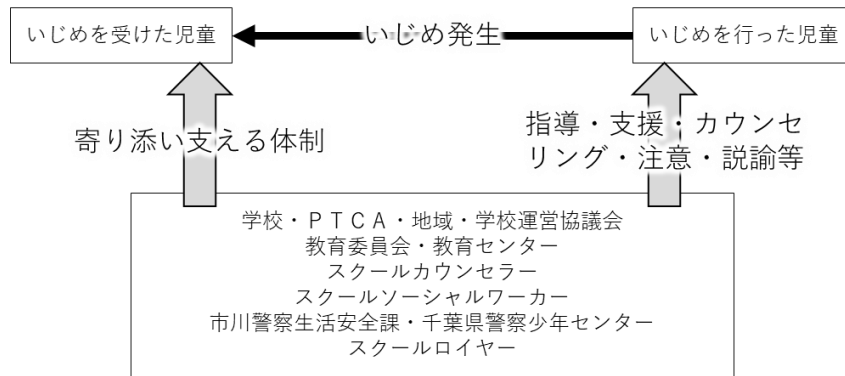 いじめを受けた児童
いじめ発生
いじめを行った児童
寄り添い支える体制
指導・支援・カウンセ
リング・注意・説諭等
学校・ＰＴＣＡ・地域・学校運営協議会
教育委員会・教育センター
スクールカウンセラー
スクールソーシャルワーカー
市川警察生活安全課・千葉県警察少年センター
スクールロイヤー